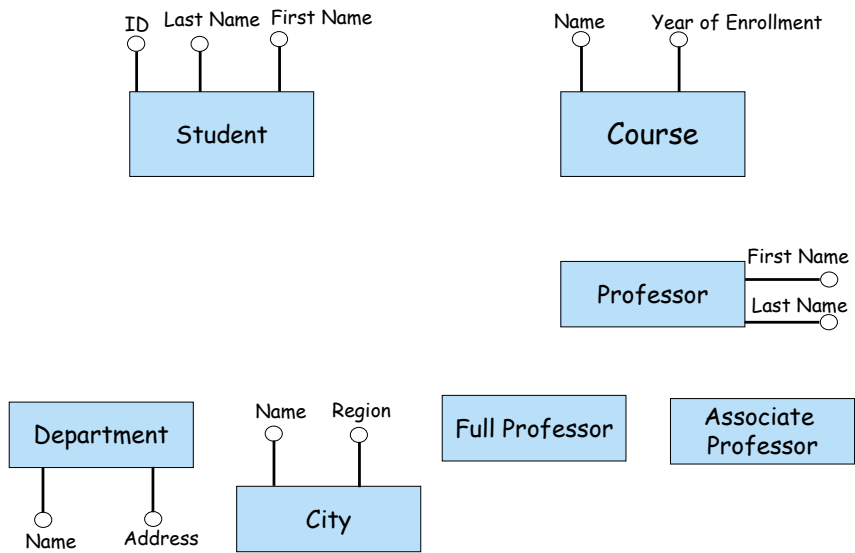 ID
Last Name
First Name
Student
Name
Year of Enrollment
Course
First Name
Professor
Last Name
Department
Name
Address
Name
Region
City
Full Professor
Associate
Professor